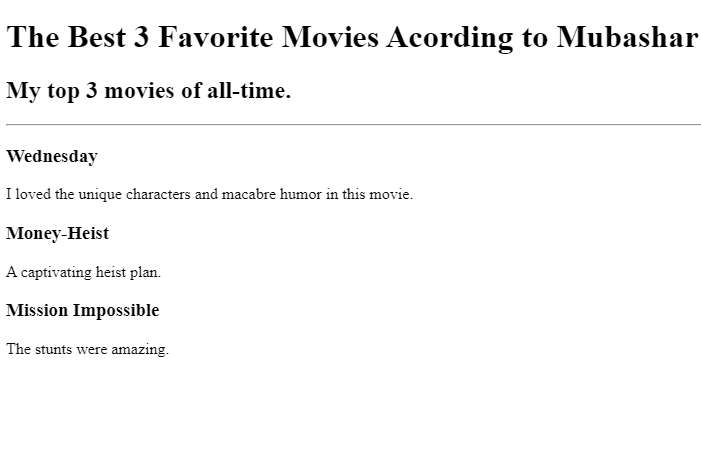 The Best 3 Favorite Movies Acording to Mubashar
My top 3 movies of all-time.
Wednesday
I loved the unique characters and macabre humor in this movie.
Money-Heist
A captivating heist plan.
Mission Impossible
The stunts were amazing.